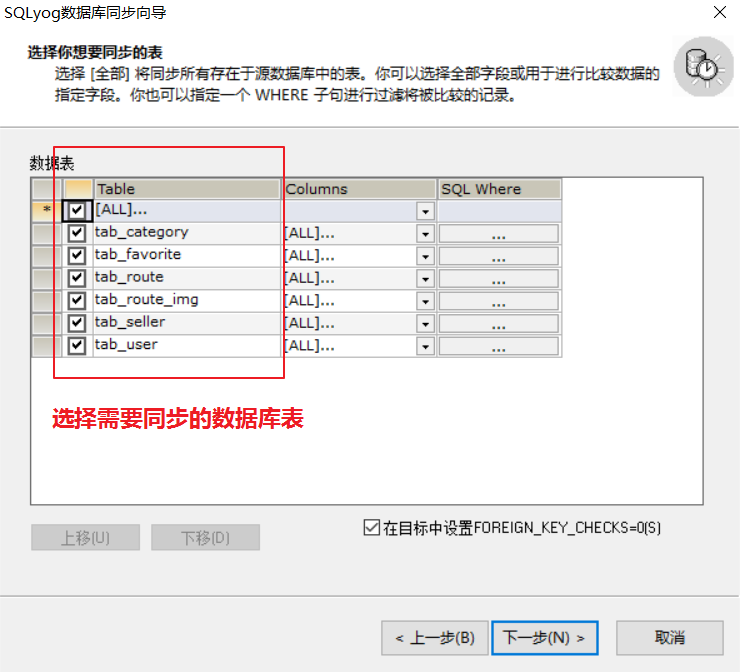 SQLyog数据库同步向导
选择你想要同步的表
选择 [全部] 将同步所有存在于源数据库中的表。你可以选择全部字段或用于进行比较数据的
指定字段。你也可以指定一个 WHERE 子句进行过滤将被比较的记录。
数据表
Table Columns SQL Where
* [ALL]...
tab_category [ALL]... ...
tab_favorite [ALL]... ...
tab_route [ALL]... ...
tab_route_img [ALL]... ...
tab_seller [ALL]... ...
tab_user [ALL]... ...
选择需要同步的数据库表
上移(U) 下移(D) 在目标中设置FOREIGN_KEY_CHECKS=0(S)
< 上一步(B) 下一步(N) > 取消